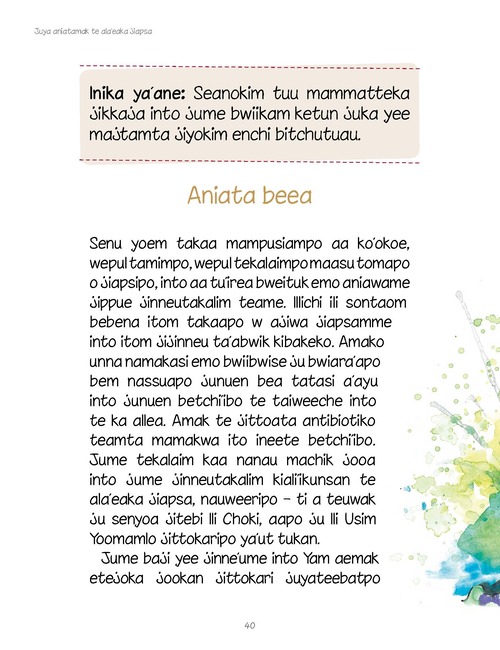 Juya aniatamak te ala'eaka jiapsa
Inika ya'ane: Seanokim tuu mammatteka
jikkaja into jume bwiikam ketun juka yee
majtamta jiyokim enchi bitchutuau.
Aniata beea
Senu yoem takaa mampusiampo aa ko'okoe,
wepul tamimpo, wepul tekalaimpo maasu tomapo
o jiapsipo, into aa tu'irea bweituk emo aniawame
jippue jinneutakalim teame. Illichi ili sontaom
bebena itom takaapo w ajiwa jiapsamme
into itom jijinneu ta'abwik kibakeko. Amako
unna namakasi emo bwiibwise ju bwiara'apo
bem nassuapo junuen bea tatasi a'ayu
into junuen betchi'ibo te taiweeche into
te ka allea. Amak te jittoata antibiotiko
teamta mamakwa ito ineete betchi'ibo.
Jume tekalaim kaa nanau machik jooa
into jume jinneutakalim kiali'ikunsan te
ala'eaka jiapsa, nauweeripo – ti a teuwak
ju senyoa jitebi Ili Choki, aapo ju Ili Usim
Yoomamlo jittokaripo ya'ut tukan.
Jume baji yee jinne'ume into Yam aemak
etejoka jookan jittokari juyateebatpo
40